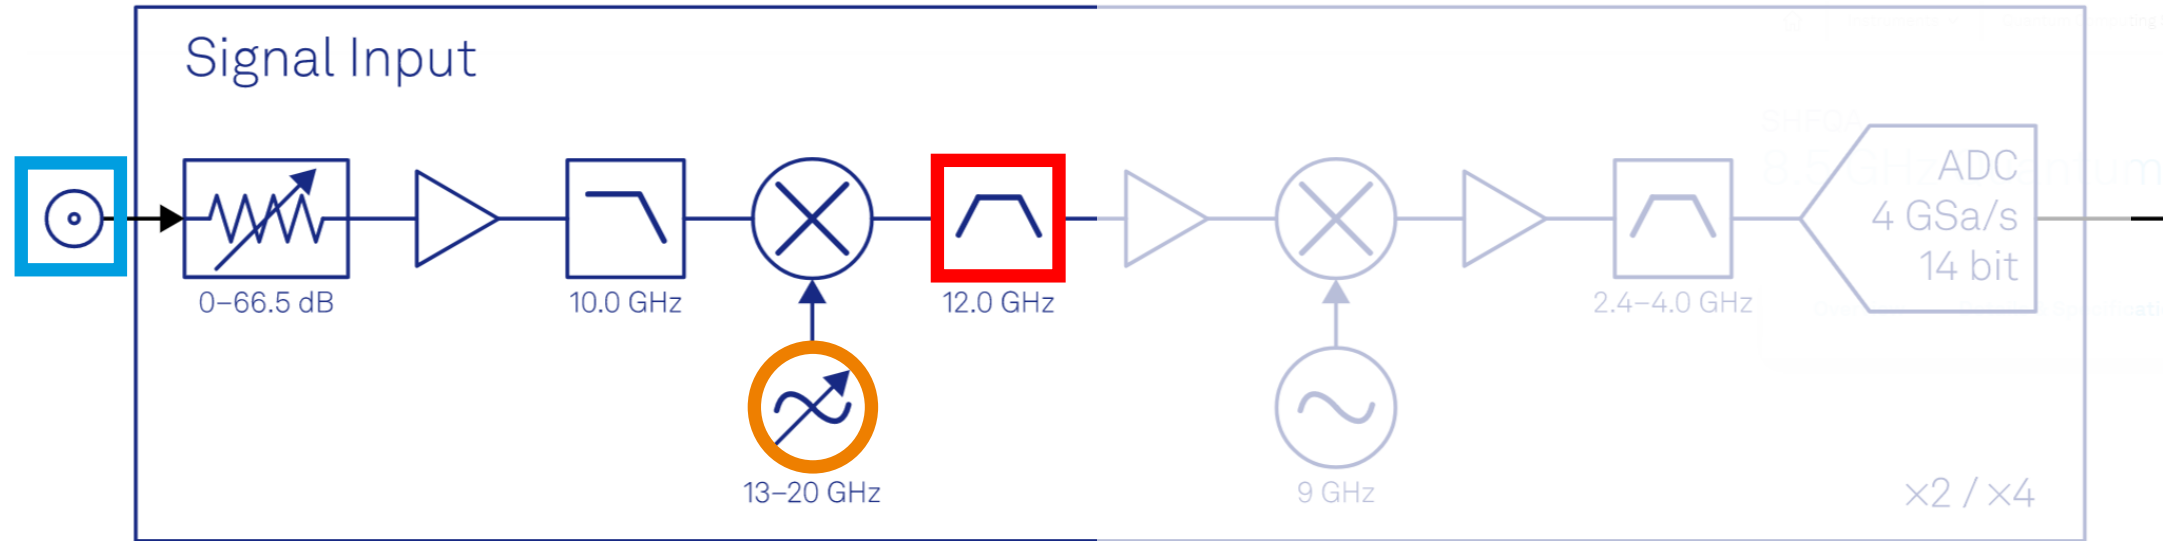 Signal Input
0–66.5 dB
10.0 GHz
13–20 GHz
12.0 GHz
9 GHz
2.4–4.0 GHz
ADC
4 GSa/s
14 bit
×2 / ×4
SHFQA